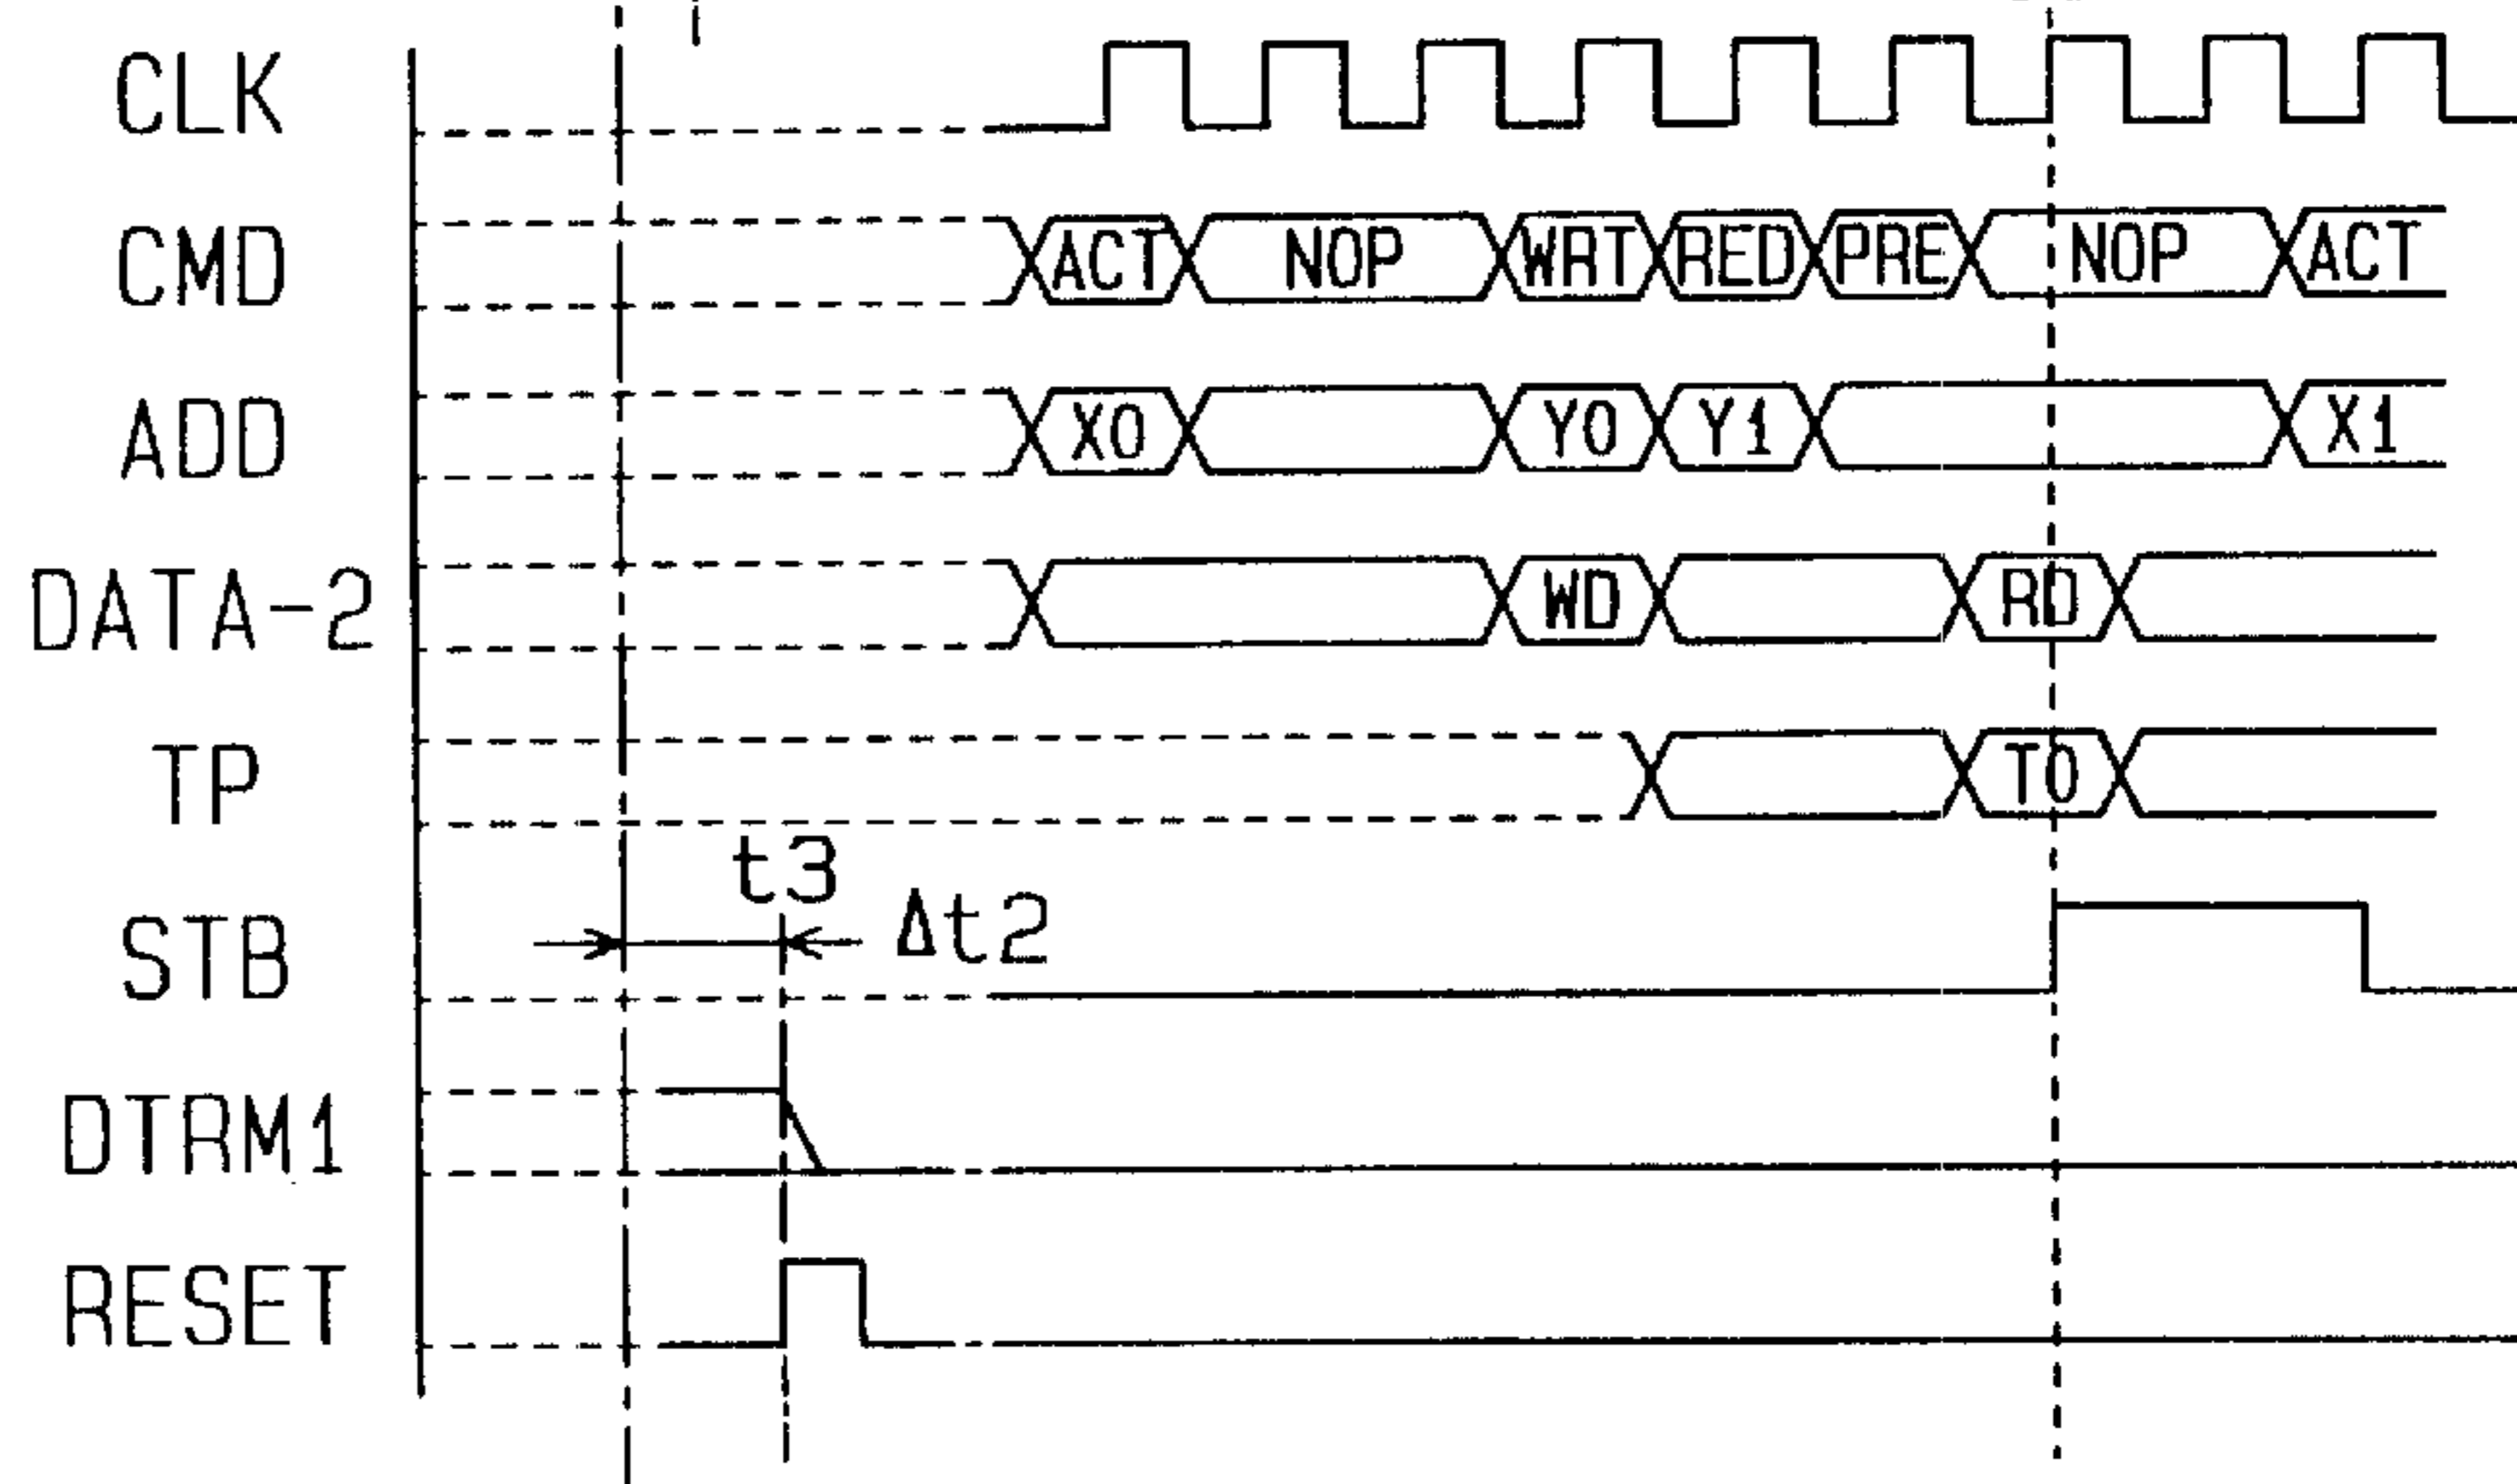 CLK
CMD ACT NOP WRT RED PRE NOP ACT
ADD X0 Y0 Y1 X1
DATA-2 WD RD
TP T0
t3
STB Δt2
DTRM1
RESET